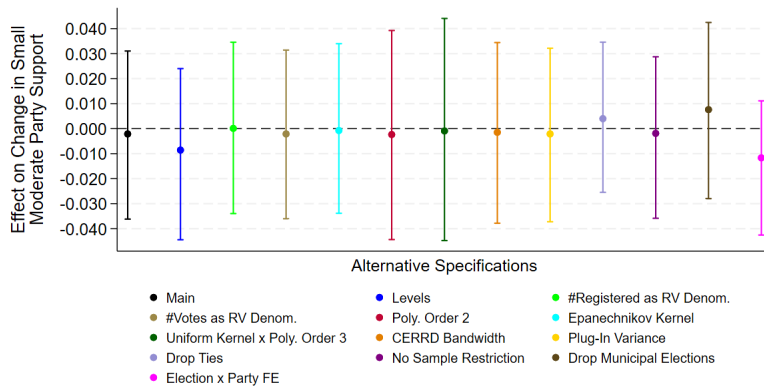 Effect on Change in Small
Moderate Party Support
0.040
0.030
0.020
0.010
0.000
-0.010
-0.020
-0.030
-0.040
Alternative Specifications
Main
Levels
#Registered as RV Denom.
#Votes as RV Denom.
Poly. Order 2
Epanechnikov Kernel
Uniform Kernel x Poly. Order 3
CERRD Bandwidth
Plug-In Variance
Drop Ties
No Sample Restriction
Drop Municipal Elections
Election x Party FE